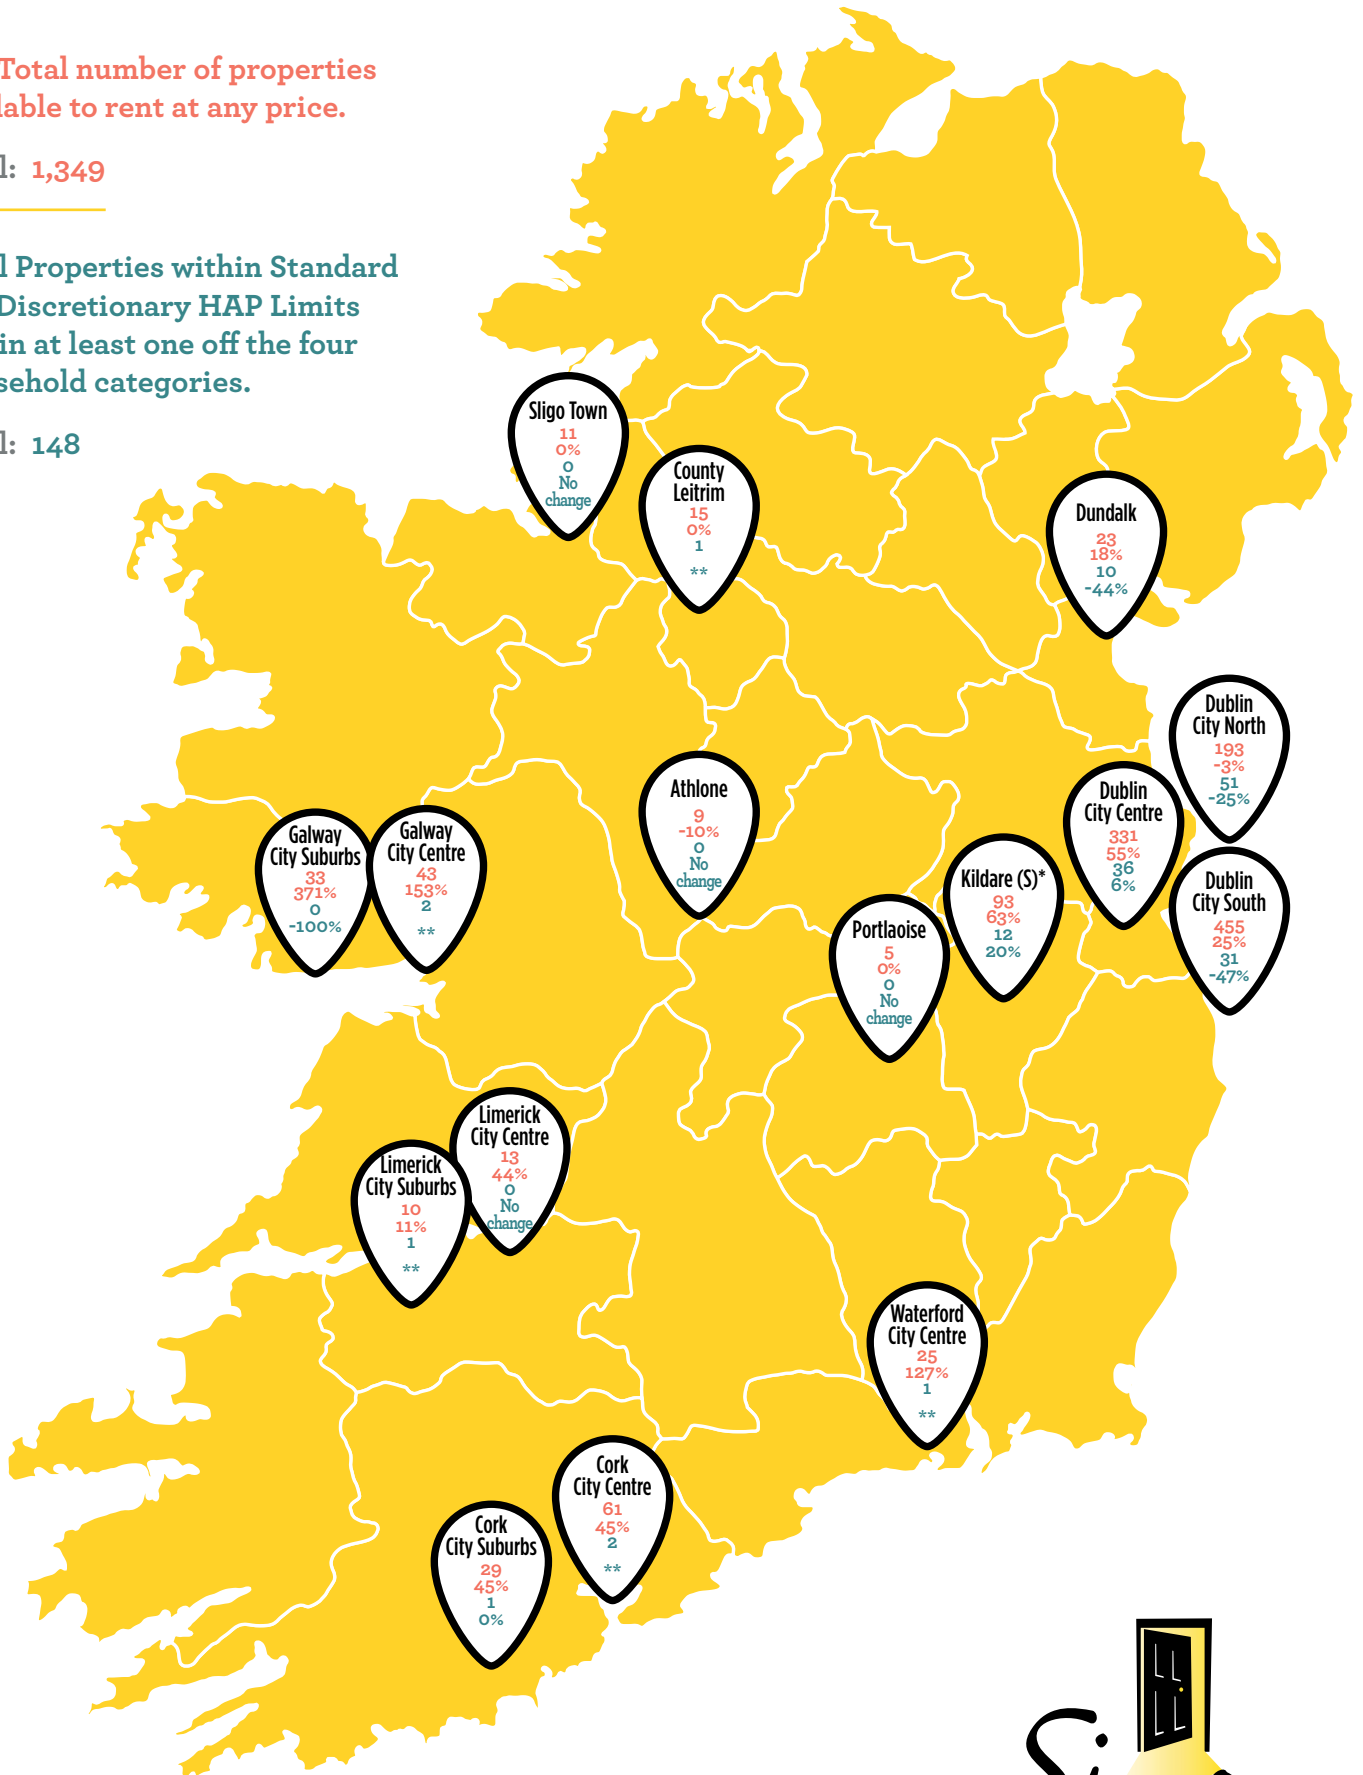 Total number of properties
lable to rent at any price.
l: 1,349
l Properties within Standard
Discretionary HAP Limits
in at least one off the four
sehold categories.
l: 148
Sligo Town
11
0%
0
No
change
County
Leitrim
15
0%
1
**
Dundalk
23
18%
10
-44%
Dublin
City North
193
-3%
51
-25%
Athlone
9
-10%
0
No
change
Dublin
City Centre
331
55%
36
6%
Galway
City Suburbs
33
371%
0
-100%
Galway
City Centre
43
153%
2
**
Kildare (S)*
93
63%
12
20%
Dublin
City South
455
25%
31
-47%
Portlaoise
5
0%
0
No
change
Limerick
City Centre
13
44%
0
No
change
Limerick
City Suburbs
10
11%
1
**
Waterford
City Centre
25
127%
1
**
Cork
City Centre
61
45%
2
**
Cork
City Suburbs
29
45%
1
0%
Si